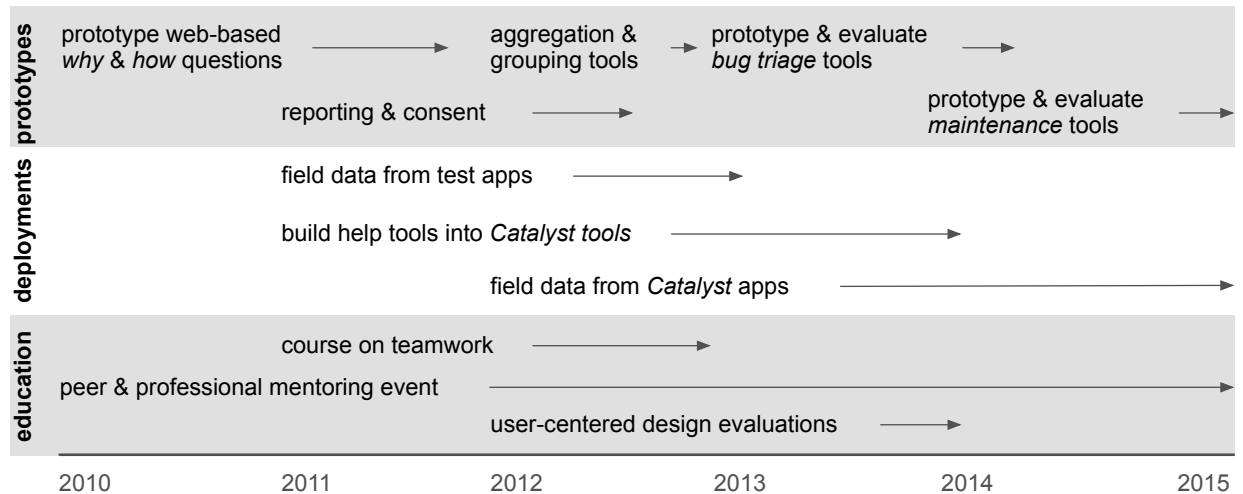 prototypes
prototype web-based
why & how questions
aggregation &
grouping tools
prototype & evaluate
bug triage tools
reporting & consent
prototype & evaluate
maintenance tools
deployments
field data from test apps
build help tools into Catalyst tools
field data from Catalyst apps
education
course on teamwork
peer & professional mentoring event
user-centered design evaluations
2010 2011 2012 2013 2014 2015